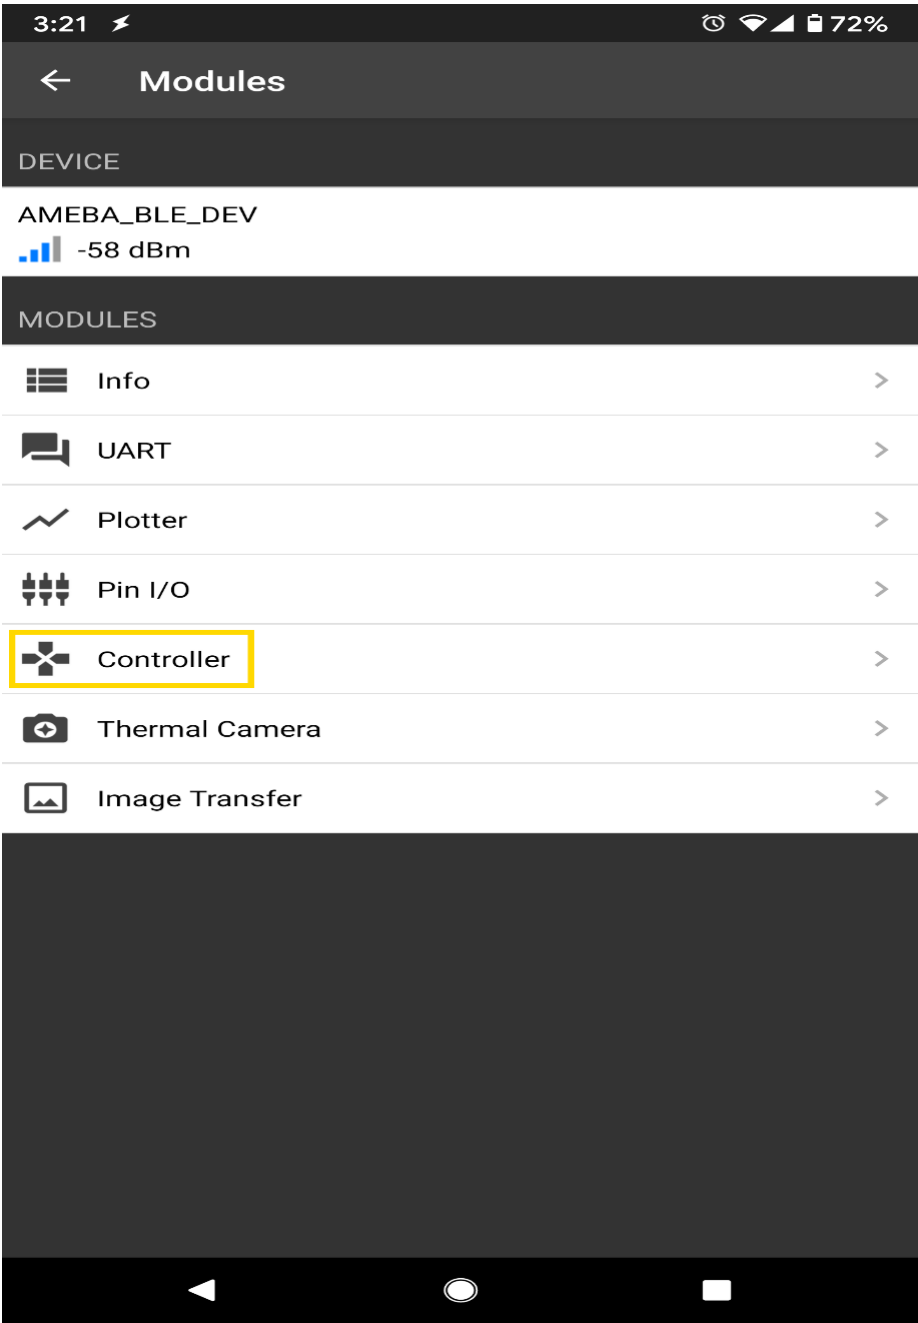 3:21 72%
Modules
DEVICE
AMEBA_BLE_DEV
-58 dBm
MODULES
Info
UART
Plotter
Pin I/O
Controller
Thermal Camera
Image Transfer